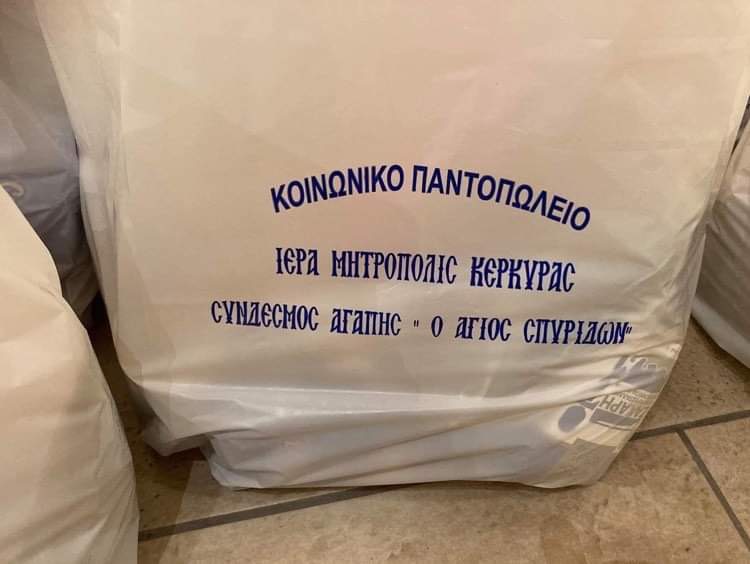 ΚΟΙΝΩΝΙΚΟ ΠΑΝΤΟΠΩΛΕΙΟ
ΙΕΡΑ ΜΗΤΡΟΠΟΛΙΣ ΚΕΡΚΥΡΑΣ
ΣΥΝΔΕΣΜΟΣ ΑΓΑΠΗΣ " Ο ΑΓΙΟΣ ΣΠΥΡΙΔΩΝ"